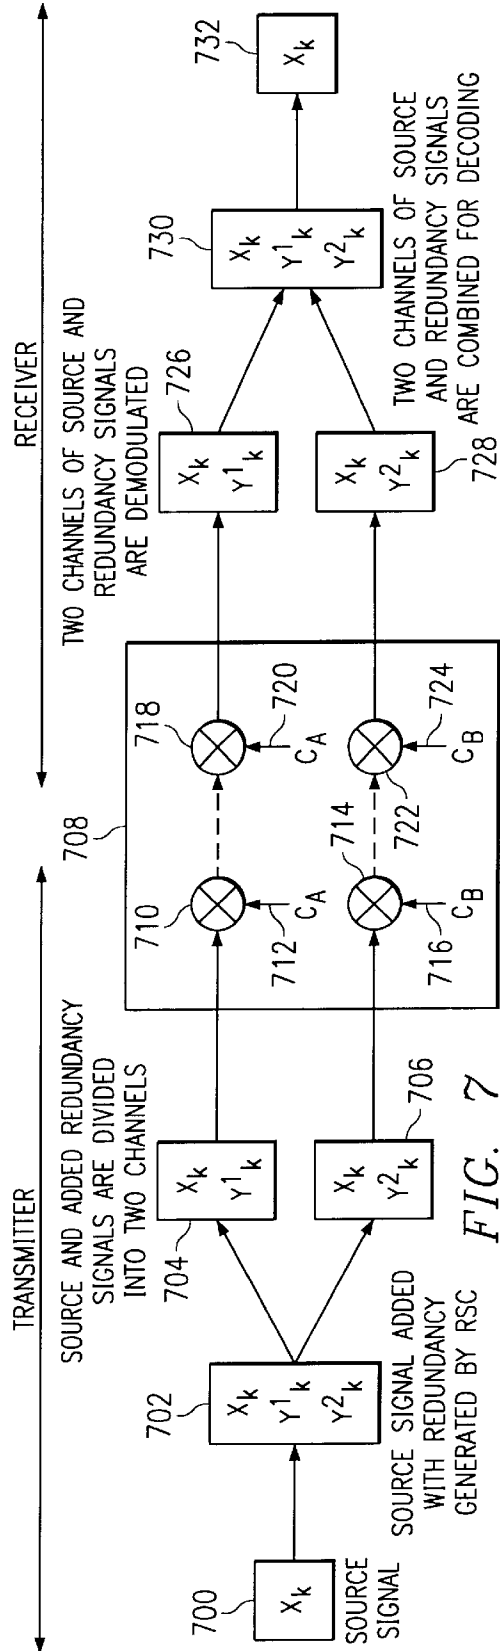 TRANSMITTER
RECEIVER
SOURCE AND ADDED REDUNDANCY
SIGNALS ARE DIVIDED
INTO TWO CHANNELS
TWO CHANNELS OF SOURCE AND
REDUNDANCY SIGNALS
ARE DEMODULATED
700
X_k
SOURCE
SIGNAL
702
X_k
Y^1_k
Y^2_k
SOURCE SIGNAL ADDED
WITH REDUNDANCY
GENERATED BY RSC
704
X_k
Y^1_k
706
X_k
Y^2_k
708
710
712
C_A
714
716
C_B
718
720
C_A
722
724
C_B
726
X_k
Y^1_k
728
X_k
Y^2_k
730
X_k
Y^1_k
Y^2_k
TWO CHANNELS OF SOURCE
AND REDUNDANCY SIGNALS
ARE COMBINED FOR DECODING
732
X_k
FIG. 7